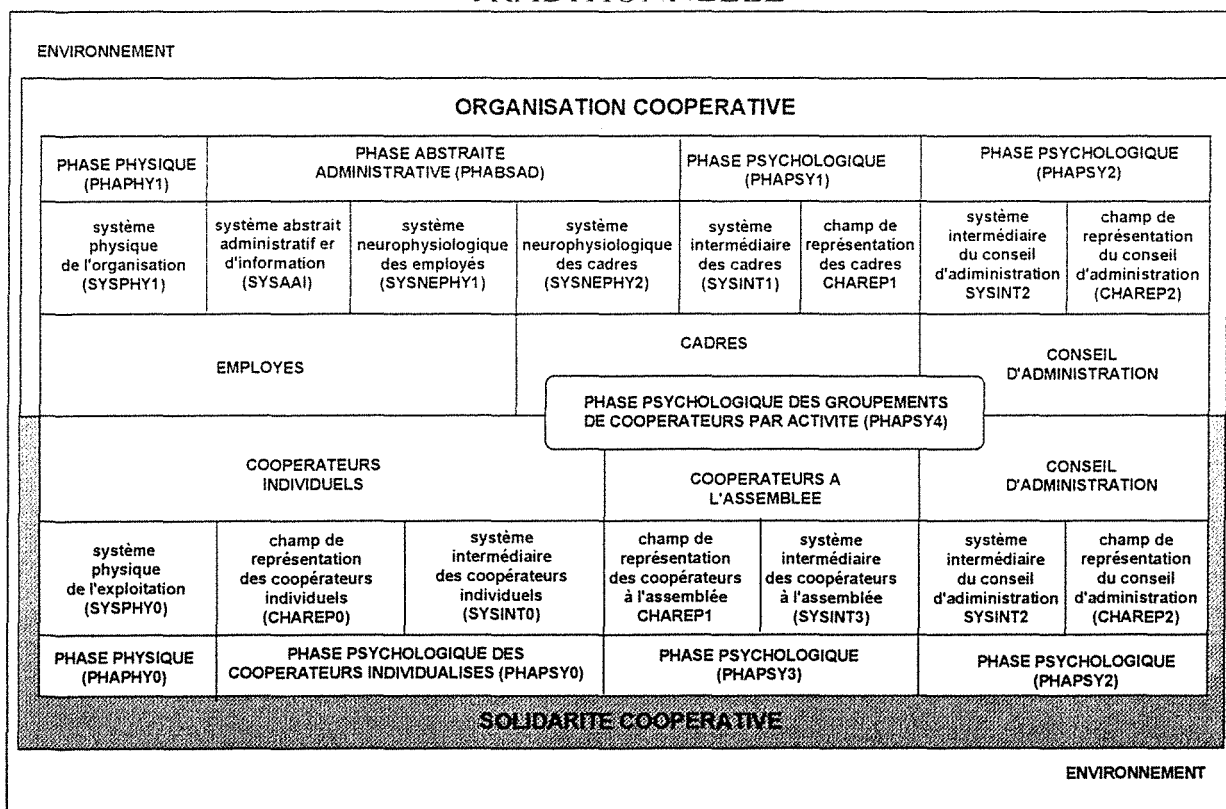 ENVIRONNEMENT
ORGANISATION COOPERATIVE
PHASE PHYSIQUE
(PHAPHY1)
PHASE ABSTRAITE
ADMINISTRATIVE (PHABSAD)
PHASE PSYCHOLOGIQUE
(PHAPSY1)
PHASE PSYCHOLOGIQUE
(PHAPSY2)
système
physique
de l'organisation
(SYSPHY1)
système abstrait
administratif er
d'information
(SYSAAI)
système
neurophysiologique
des employés
(SYSNEPHY1)
système
neurophysiologique
des cadres
(SYSNEPHY2)
système
intermédiaire
des cadres
(SYSINT1)
champ de
représentation
des cadres
CHAREP1
système
intermédiaire
du conseil
d'adiministration
SYSINT2
champ de
représentation
du conseil
d'administration
(CHAREP2)
EMPLOYES
CADRES
CONSEIL
D'ADMINISTRATION
PHASE PSYCHOLOGIQUE DES GROUPEMENTS
DE COOPERATEURS PAR ACTIVITE (PHAPSY4)
COOPERATEURS
INDIVIDUELS
COOPERATEURS A
L'ASSEMBLEE
CONSEIL
D'ADMINISTRATION
système
physique
de l'exploitation
(SYSPHY0)
champ de
représentation
des coopérateurs
individuels
(CHAREP0)
système
intermédiaire
des coopérateurs
individuels
(SYSINT0)
champ de
représentation
des coopérateurs
à l'assemblée
CHAREP1
système
intermédiaire
des coopérateurs
à l'assemblée
(SYSINT3)
système
intermédiaire
du conseil
d'adiministration
SYSINT2
champ de
représentation
du conseil
d'administration
(CHAREP2)
PHASE PHYSIQUE
(PHAPHY0)
PHASE PSYCHOLOGIQUE DES
COOPERATEURS INDIVIDUALISES (PHAPSY0)
PHASE PSYCHOLOGIQUE
(PHAPSY3)
PHASE PSYCHOLOGIQUE
(PHAPSY2)
SOLIDARITE COOPERATIVE
ENVIRONNEMENT